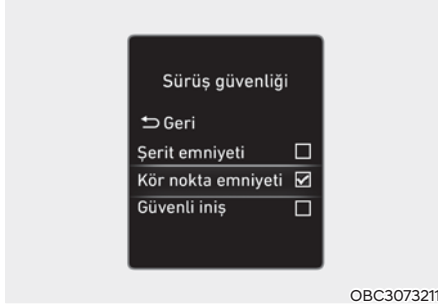 Sürüş güvenliği
Geri
Şerit emniyeti
Kör nokta emniyeti
Güvenli iniş
OBC3073211